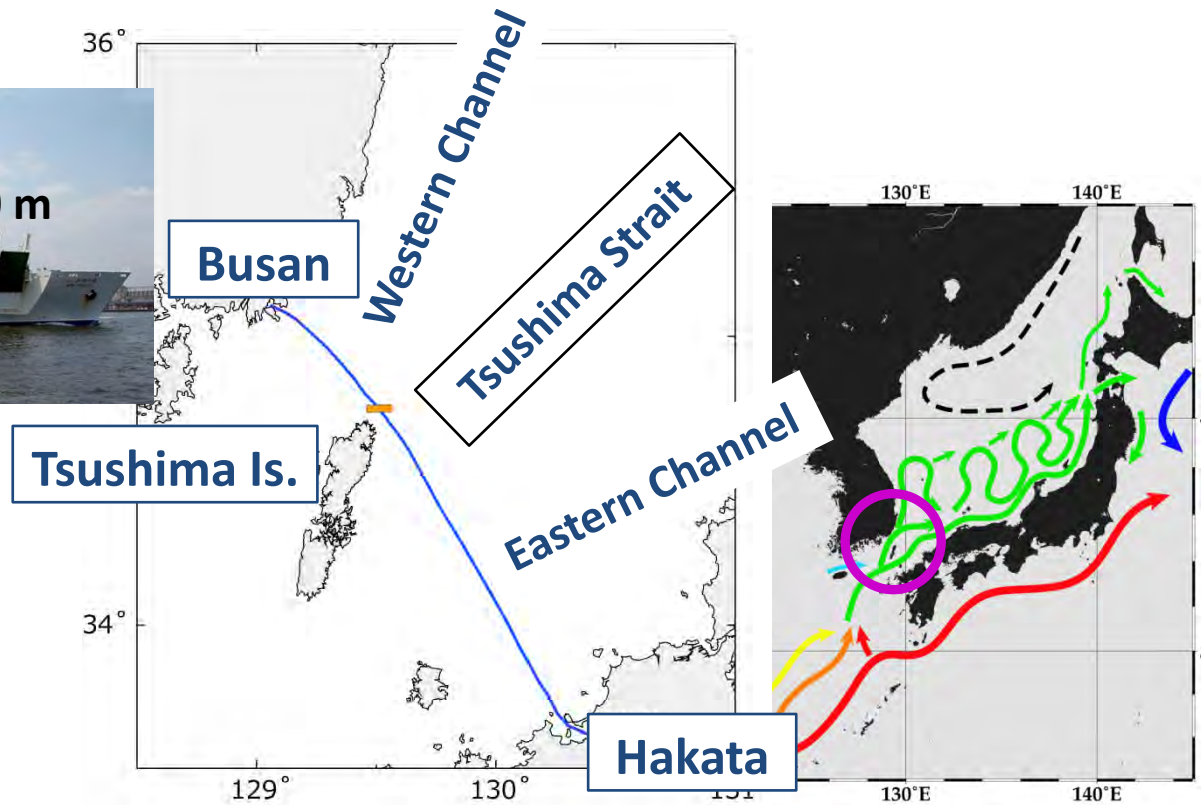 36°
Western Channel
Tsushima Strait
m
Busan
130°E
140°E
Tsushima Is.
Eastern Channel
34°
Hakata
129°
130°
130°E
140°E